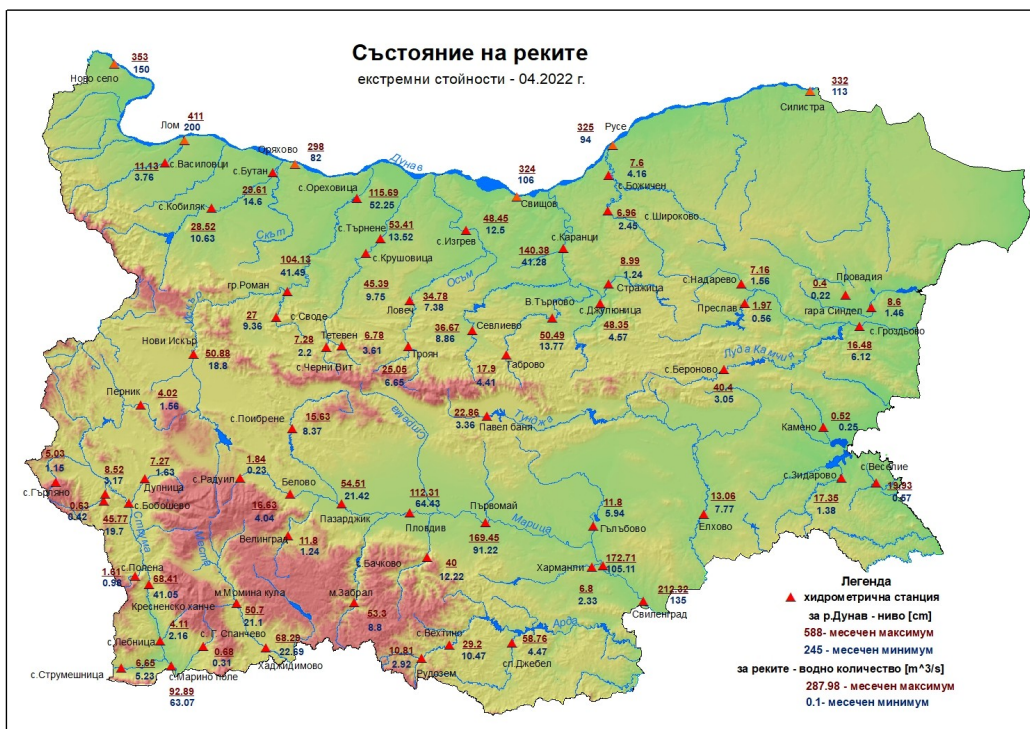 Състояние на реките
екстремни стойности - 04.2022 г.
353
150
Ново село
332
113
Силистра
411
200
Лом
325
94
Русе
298
82
Оряхово
Дунав
324
106
Свищов
11.13
3.76
с.Василовци
с.Бутан
28.61
14.6
с.Кобиляк
28.52
10.63
Скът
с.Ореховица
115.69
52.25
с.Търнене
53.41
13.52
с.Крушовица
45.39
9.75
с.Изгрев
48.45
12.5
7.6
4.16
с.Божичен
6.96
2.45
с.Широково
с.Каранци
140.38
41.28
104.13
41.49
гр.Роман
Искър
Осъм
34.78
7.38
Ловеч
8.99
1.24
Стражица
с.Надарево
7.16
1.56
Провадия
0.4
0.22
Преслав
1.97
0.56
гара Синдел
8.6
1.46
с.Гроздьово
16.48
6.12
27
9.36
с.Своде
В.Търново
50.49
13.77
с.Джулюница
48.35
4.57
Севлиево
36.67
8.86
Тетевен
7.28
2.2
с.Черни Вит
6.78
3.61
Троян
25.05
6.65
Габрово
17.9
4.41
Нови Искър
50.88
18.8
Луда Камчия
с.Бероново
40.4
3.05
Перник
4.02
1.56
с.Поибрене
15.63
8.37
Стряма
22.86
3.36
Павел баня
Тунджа
0.52
0.25
Камено
5.03
1.15
с.Гърляно
8.52
3.17
7.27
1.63
Дупница
с.Радуил
1.84
0.23
Белово
16.63
4.04
54.51
21.42
Пазарджик
112.31
64.43
Пловдив
Първомай
169.45
91.22
Марица
11.8
5.94
Гълъбово
13.06
7.77
Елхово
с.Зидарово
17.35
1.38
с.Веселие
19.93
0.57
0.63
0.42
с.Бобошево
45.77
19.7
Струма
Места
Велинград
11.8
1.24
с.Бачково
40
12.22
Харманли
6.8
2.33
172.71
105.11
212.32
135
Свиленград
с.Полена
1.61
0.98
68.41
41.05
Кресненско ханче
м.Момина кула
50.7
21.1
м.Забрал
53.3
8.8
4.11
2.16
с.Лебница
с. Г. Спанчево
0.68
0.31
68.29
22.69
Хаджидимово
с.Вехтино
29.2
10.47
10.81
2.92
Рудозем
Арда
58.76
4.47
сп.Джебел
6.65
5.23
с.Струмешница
с.Марино поле
92.89
63.07
Легенда
хидрометрична станция
за р.Дунав - ниво [cm]
588- месечен максимум
245 - месечен минимум
за реките - водно количество [m^3/s]
287.98 - месечен максимум
0.1- месечен минимум